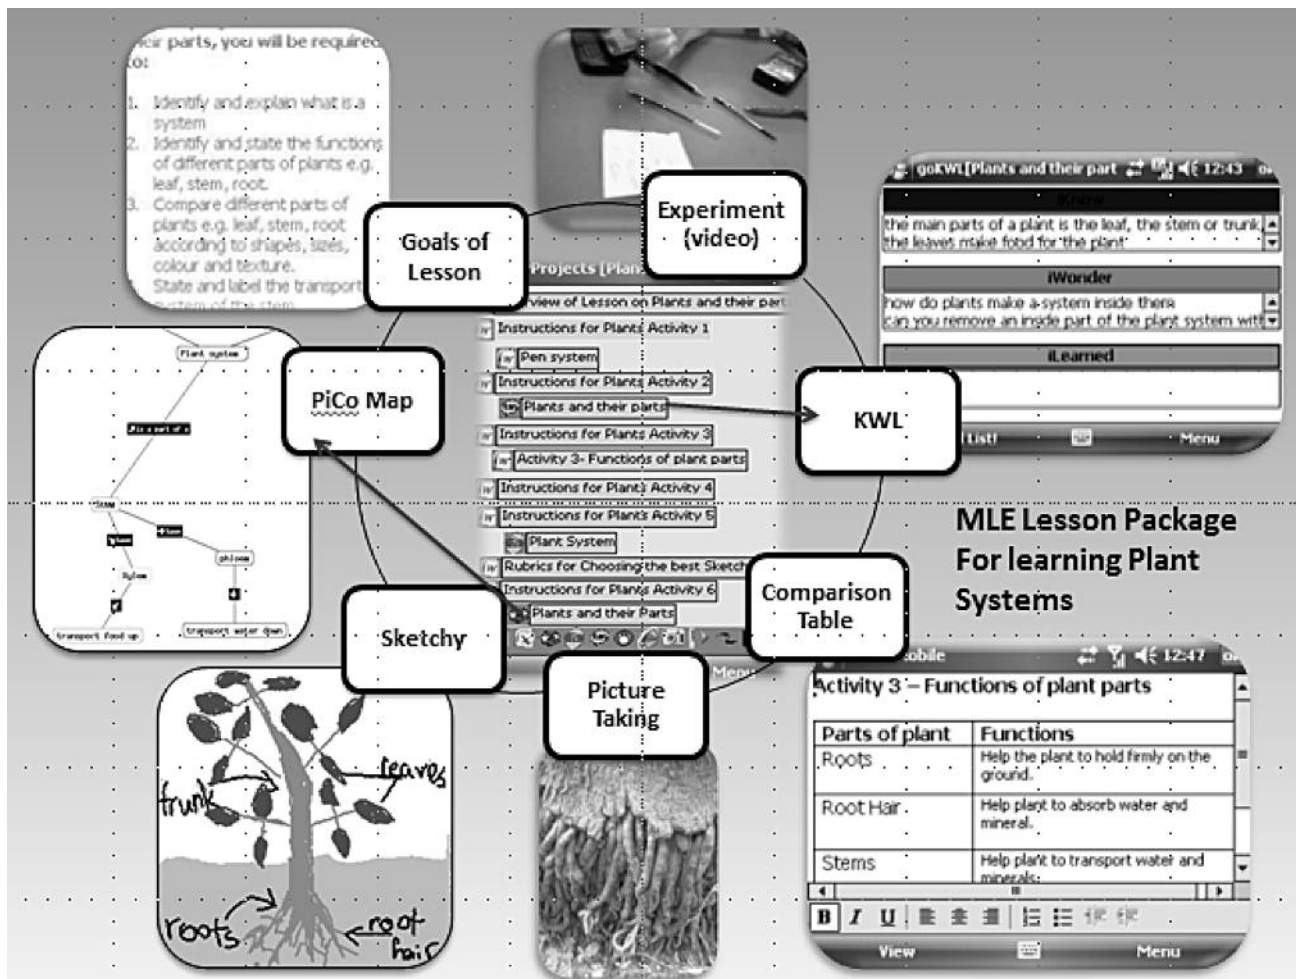 their parts, you will be required
to:
1. Identify and explain what is a
system
2. Identify and state the functions
of different parts of plants e.g.
leaf, stem, root.
3. Compare different parts of
plants e.g. leaf, stem, root
according to shapes, sizes,
colour and texture.
State and label the transport
system of the stem
Goals of
Lesson
Experiment
(video)
goKWL[Plants and their part 12:43
iKnow
the main parts of a plant is the leaf, the stem or trunk,
the leaves make food for the plant
iWonder
how do plants make a system inside them
can you remove an inside part of the plant system with
iLearned
List!
Menu
KWL
Projects [Plan
view of Lesson on Plants and their part
Instructions for Plants Activity 1
Pen system
Instructions for Plants Activity 2
Plants and their parts
Instructions for Plants Activity 3
Activity 3- Functions of plant parts
Instructions for Plants Activity 4
Instructions for Plants Activity 5
Plant System
Rubrics for Choosing the best Sketch
Instructions for Plants Activity 6
Plants and their Parts
Menu
PiCo Map
Plant system
is a part of a
phloem
Xylem
transport food up
transport water down
MLE Lesson Package
For learning Plant
Systems
Comparison
Table
Sketchy
Picture
Taking
trunk
leaves
roots
root
hair
obile 12:47
Activity 3 – Functions of plant parts
Parts of plant Functions
Roots Help the plant to hold firmly on the
ground.
Root Hair Help plant to absorb water and
mineral.
Stems Help plant to transport water and
minerals.
B I U
View Menu